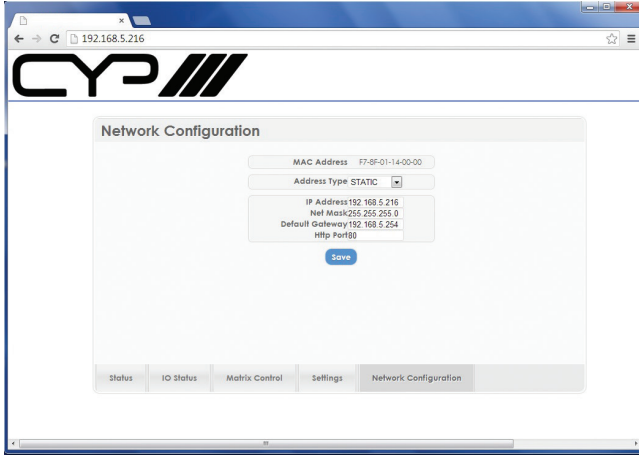 192.168.5.216
CYP
Network Configuration
MAC Address F7-8F-01-14-00-00
Address Type STATIC
IP Address 192.168.5.216
Net Mask 255.255.255.0
Default Gateway 192.168.5.254
Http Port 80
Save
Status IO Status Matrix Control Settings Network Configuration